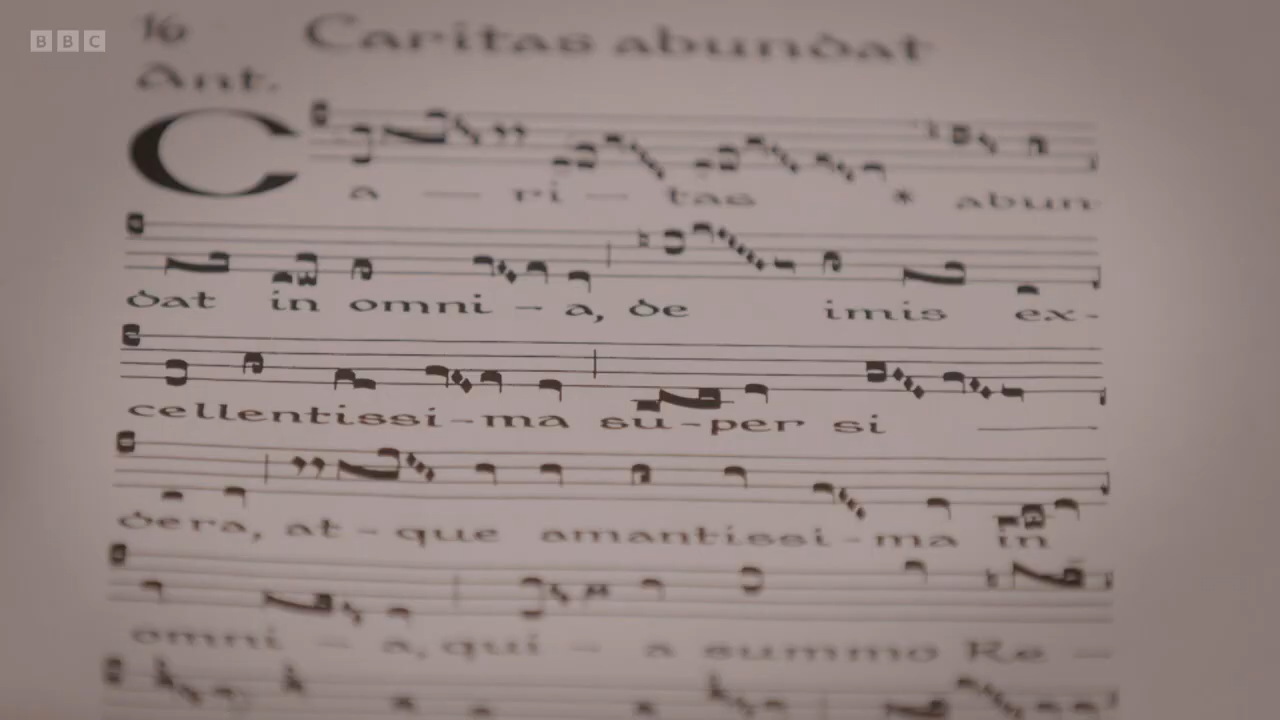 BBC
16 Caritas abundat
Ant.
Ca — ri — tas * abun-
dat in omni - a, de imis ex-
cellentissi-ma su-per si —
dera, at-que amantissi-ma in
omni - a, qui - a summo Re —